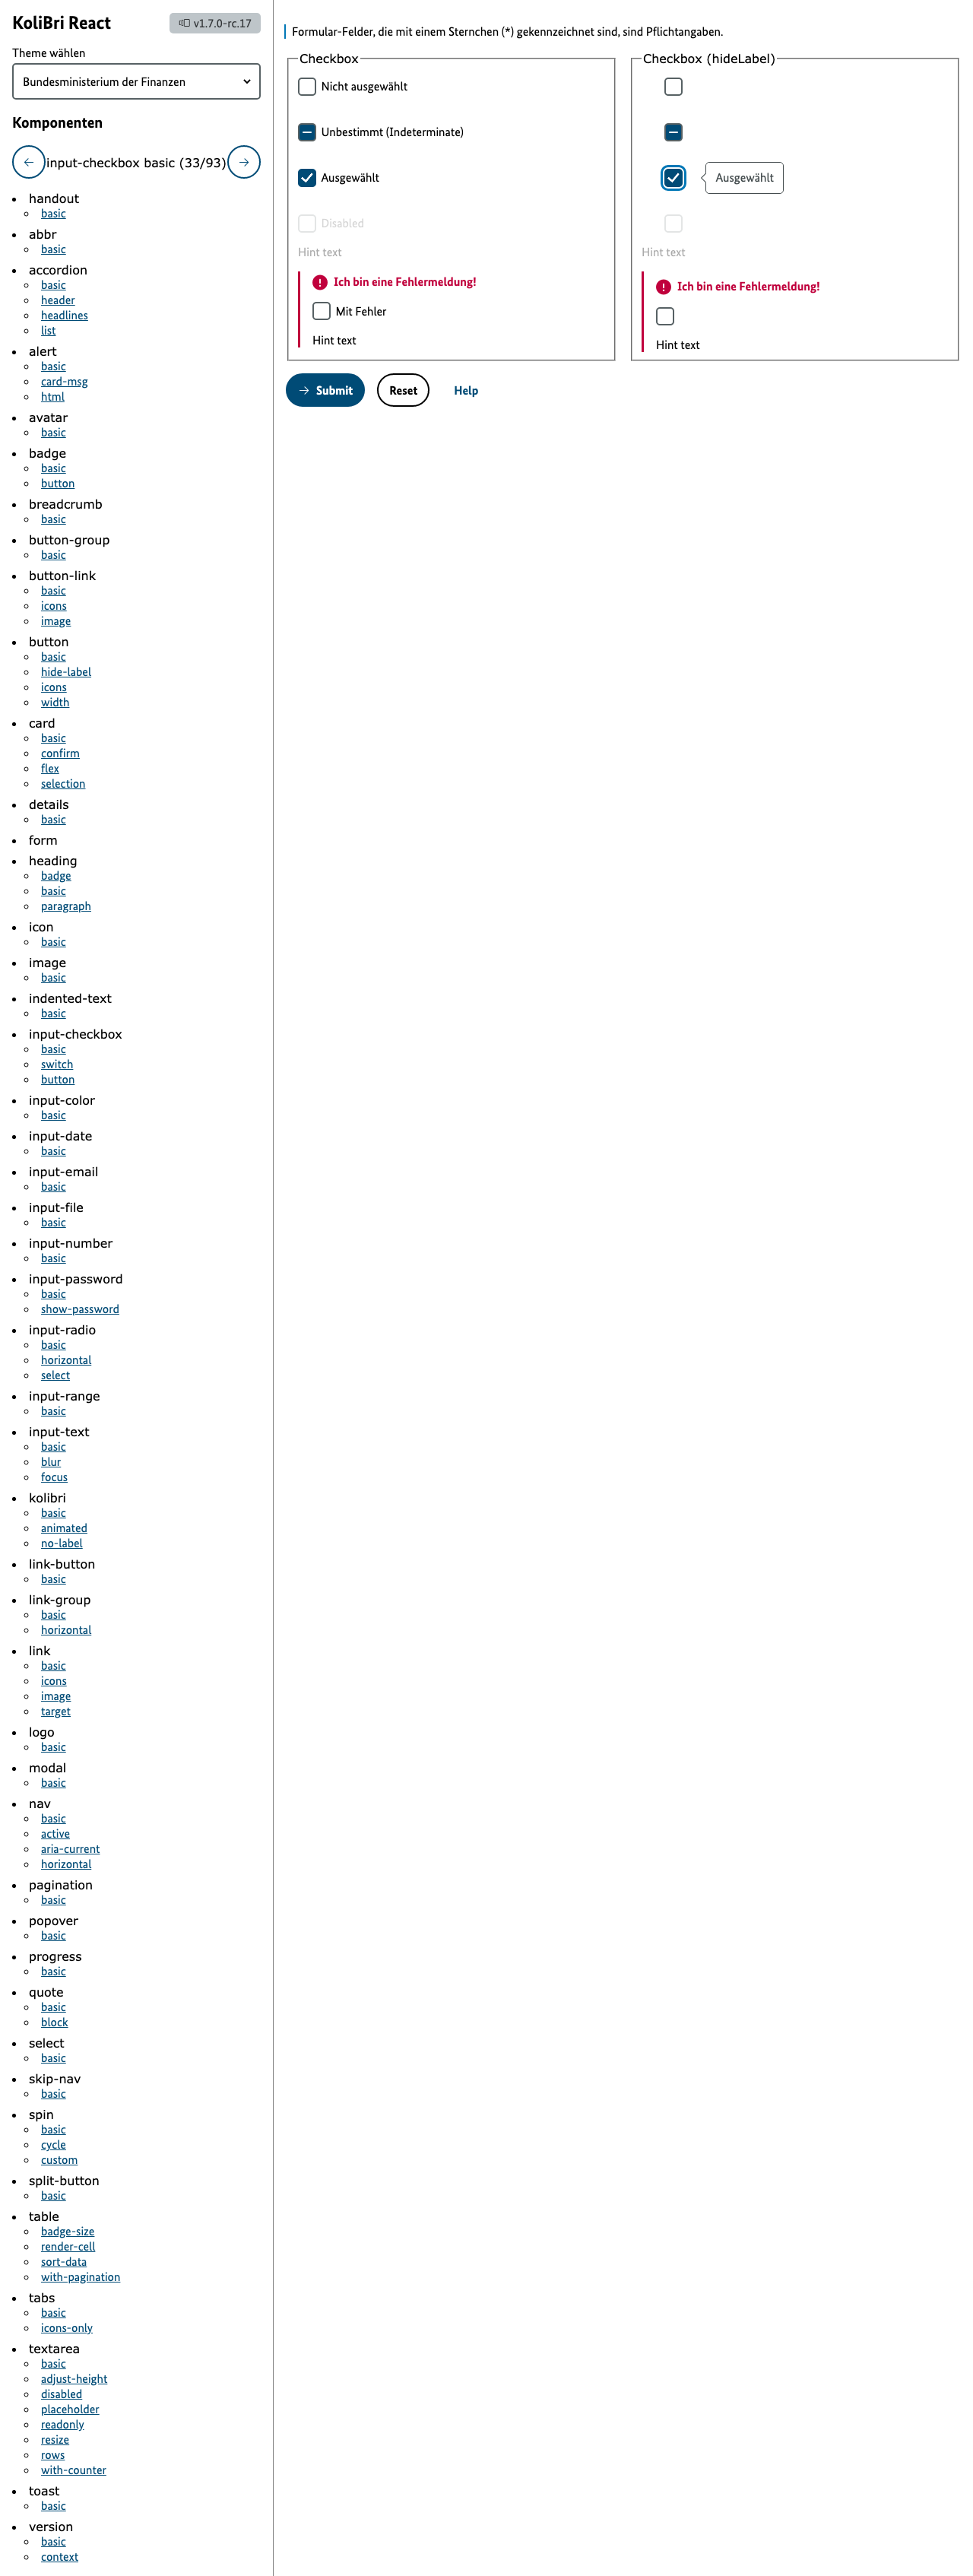 KoliBri React
v1.7.0-rc.17
Theme wählen
Bundesministerium der Finanzen
Komponenten
input-checkbox basic (33/93)
handout
basic
abbr
basic
accordion
basic
header
headlines
list
alert
basic
card-msg
html
avatar
basic
badge
basic
button
breadcrumb
basic
button-group
basic
button-link
basic
icons
image
button
basic
hide-label
icons
width
card
basic
confirm
flex
selection
details
basic
form
heading
badge
basic
paragraph
icon
basic
image
basic
indented-text
basic
input-checkbox
basic
switch
button
input-color
basic
input-date
basic
input-email
basic
input-file
basic
input-number
basic
input-password
basic
show-password
input-radio
basic
horizontal
select
input-range
basic
input-text
basic
blur
focus
kolibri
basic
animated
no-label
link-button
basic
link-group
basic
horizontal
link
basic
icons
image
target
logo
basic
modal
basic
nav
basic
active
aria-current
horizontal
pagination
basic
popover
basic
progress
basic
quote
basic
block
select
basic
skip-nav
basic
spin
basic
cycle
custom
split-button
basic
table
badge-size
render-cell
sort-data
with-pagination
tabs
basic
icons-only
textarea
basic
adjust-height
disabled
placeholder
readonly
resize
rows
with-counter
toast
basic
version
basic
context
Formular-Felder, die mit einem Sternchen (*) gekennzeichnet sind, sind Pflichtangaben.
Checkbox
Nicht ausgewählt
Unbestimmt (Indeterminate)
Ausgewählt
Disabled
Hint text
Ich bin eine Fehlermeldung!
Mit Fehler
Hint text
Checkbox (hideLabel)
Ausgewählt
Hint text
Ich bin eine Fehlermeldung!
Hint text
Submit
Reset
Help